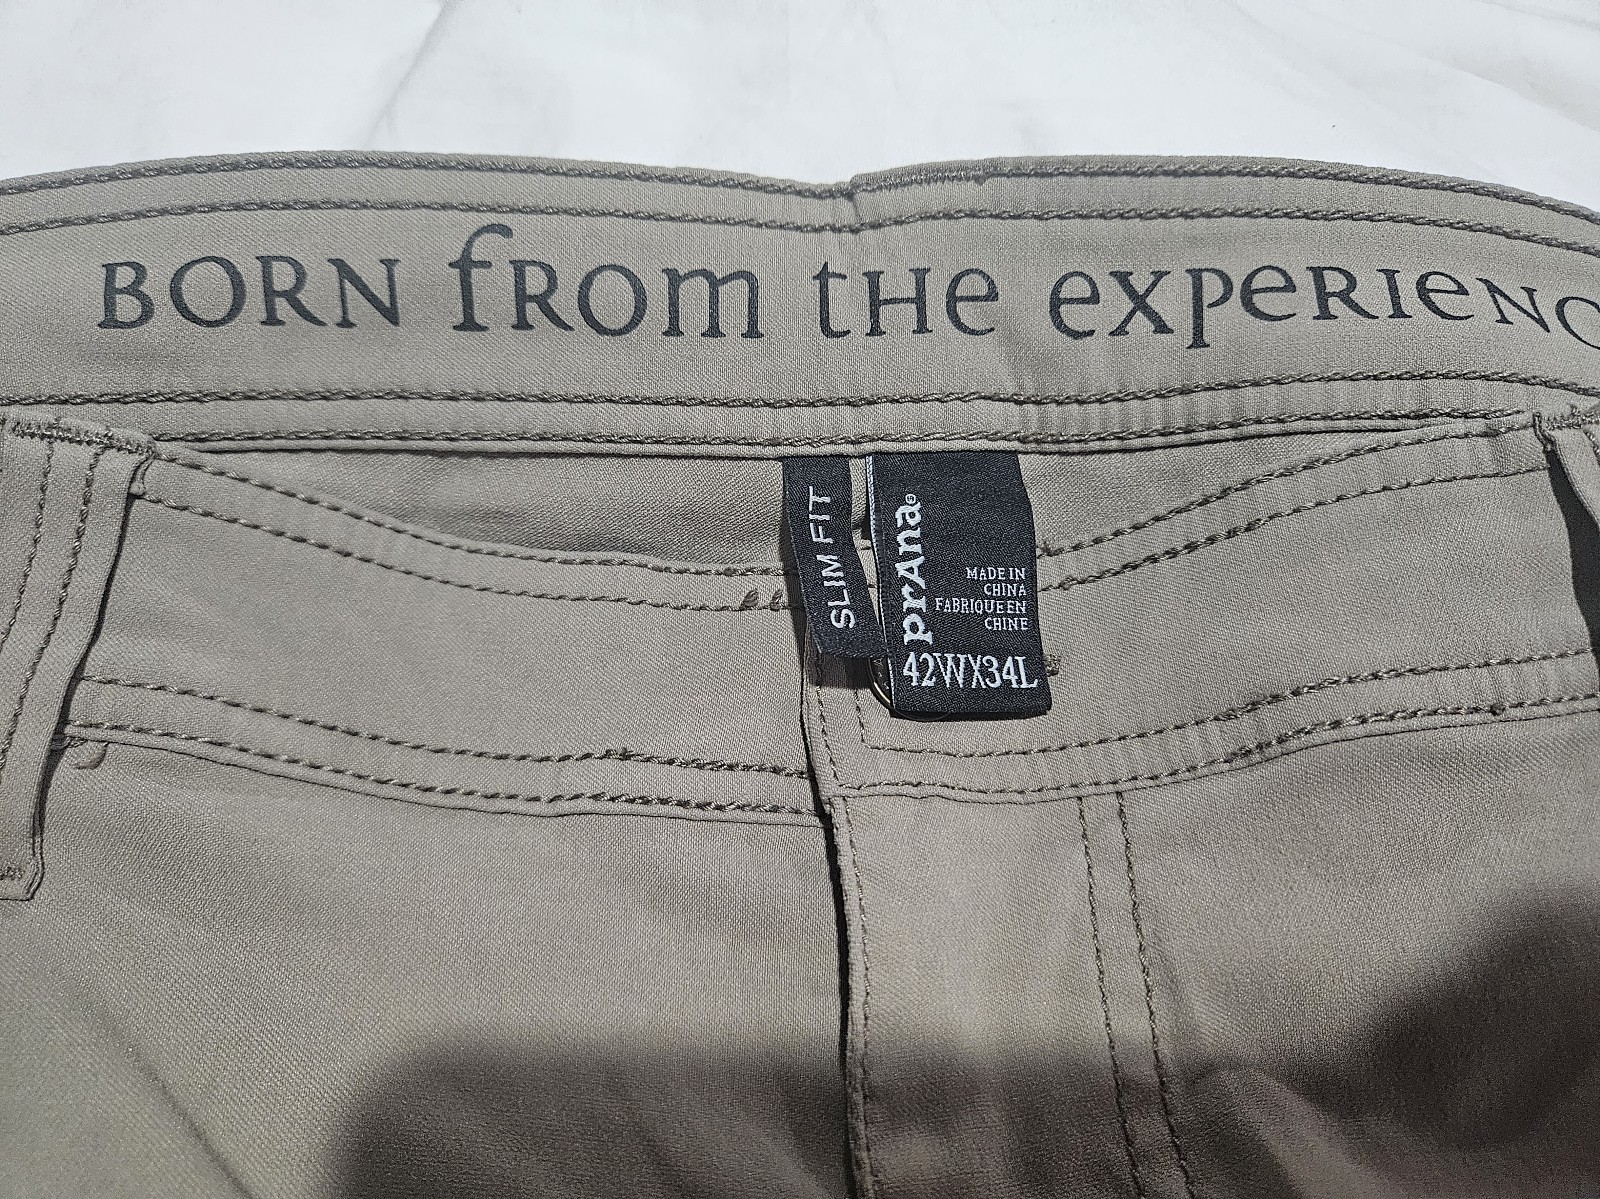 BORN from THE experienc
SLIM FIT
prAna®
MADE IN
CHINA
FABRIQUE EN
CHINE
42WX34L